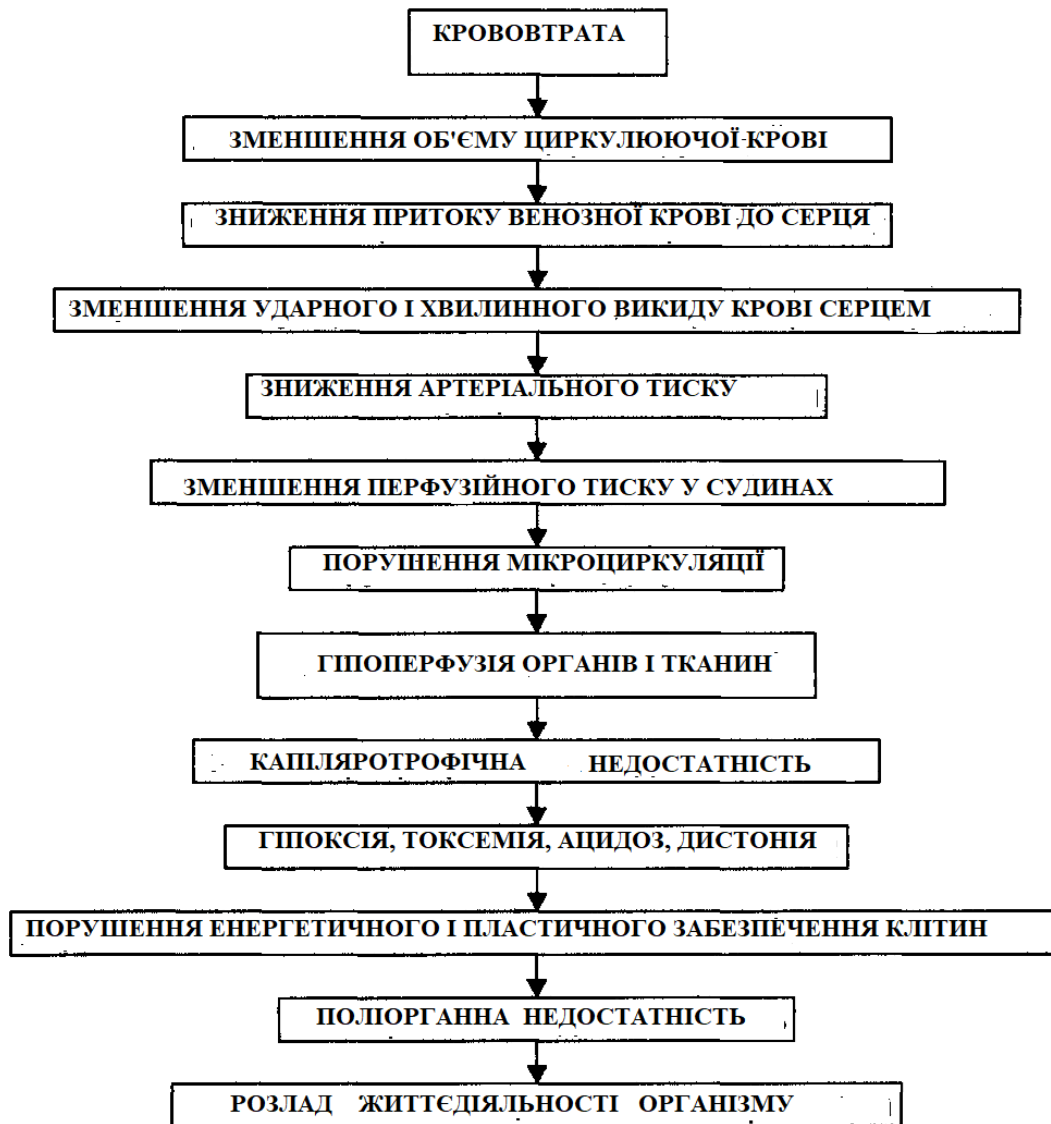 КРОВОВТРАТА
ЗМЕНШЕННЯ ОБ'ЄМУ ЦИРКУЛЮЮЧОЇ КРОВІ
ЗНИЖЕННЯ ПРИТОКУ ВЕНОЗНОЇ КРОВІ ДО СЕРЦЯ
ЗМЕНШЕННЯ УДАРНОГО І ХВИЛИННОГО ВИКИДУ КРОВІ СЕРЦЕМ
ЗНИЖЕННЯ АРТЕРІАЛЬНОГО ТИСКУ
ЗМЕНШЕННЯ ПЕРФУЗІЙНОГО ТИСКУ У СУДИНАХ
ПОРУШЕННЯ МІКРОЦИРКУЛЯЦІЇ
ГІПОПЕРФУЗІЯ ОРГАНІВ І ТКАНИН
КАПІЛЯРОТРОФІЧНА НЕДОСТАТНІСТЬ
ГІПОКСІЯ, ТОКСЕМІЯ, АЦИДОЗ, ДИСТОНІЯ
ПОРУШЕННЯ ЕНЕРГЕТИЧНОГО І ПЛАСТИЧНОГО ЗАБЕЗПЕЧЕННЯ КЛІТИН
ПОЛІОРГАННА НЕДОСТАТНІСТЬ
РОЗЛАД ЖИТТЄДІЯЛЬНОСТІ ОРГАНІЗМУ